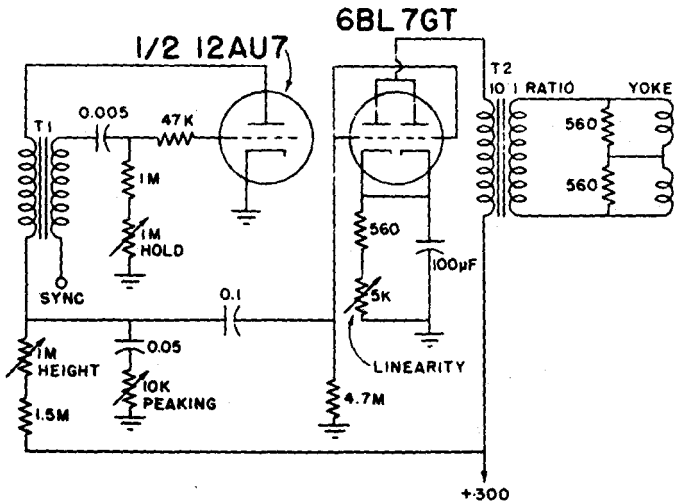 6BL7GT
1/2 12AU7
T2
10:1 RATIO
YOKE
0.005
47K
T1
560
560
1M
1M
HOLD
560
100µF
SYNC
5K
0.1
1M
HEIGHT
0.05
LINEARITY
10K
PEAKING
4.7M
1.5M
+300